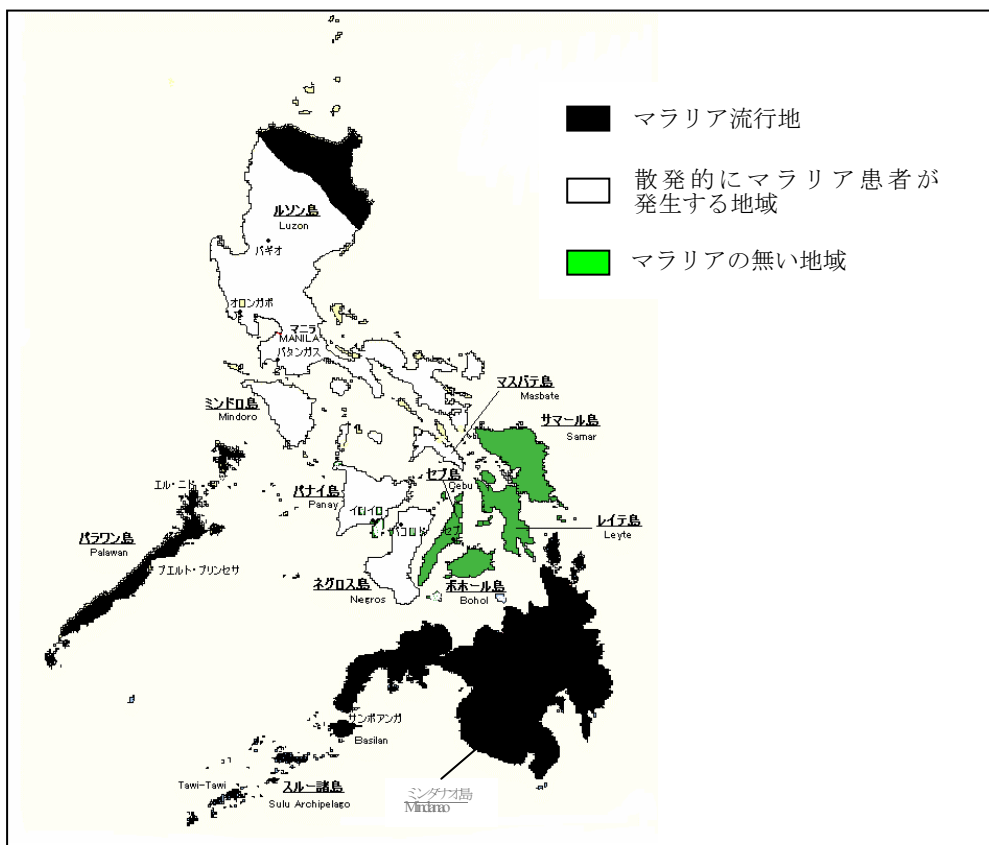 マラリア流行地
散発的にマラリア患者が
発生する地域
マラリアの無い地域
ルソン島
Luzon
バギオ
オロンガポ
マニラ
MANILA
バタンガス
マスバテ島
Masbate
ミンドロ島
Mindoro
サマール島
Samar
セブ島
Cebu
エル・ニド
パナイ島
Panay
イロイロ
バコロド
セブ
レイテ島
Leyte
パラワン島
Palawan
プエルト・プリンセサ
ネグロス島
Negros
ボホール島
Bohol
サンボアンガ
Basilan
Tawi-Tawi
スルー諸島
Sulu Archipelago
ミンダナオ島
Mindanao